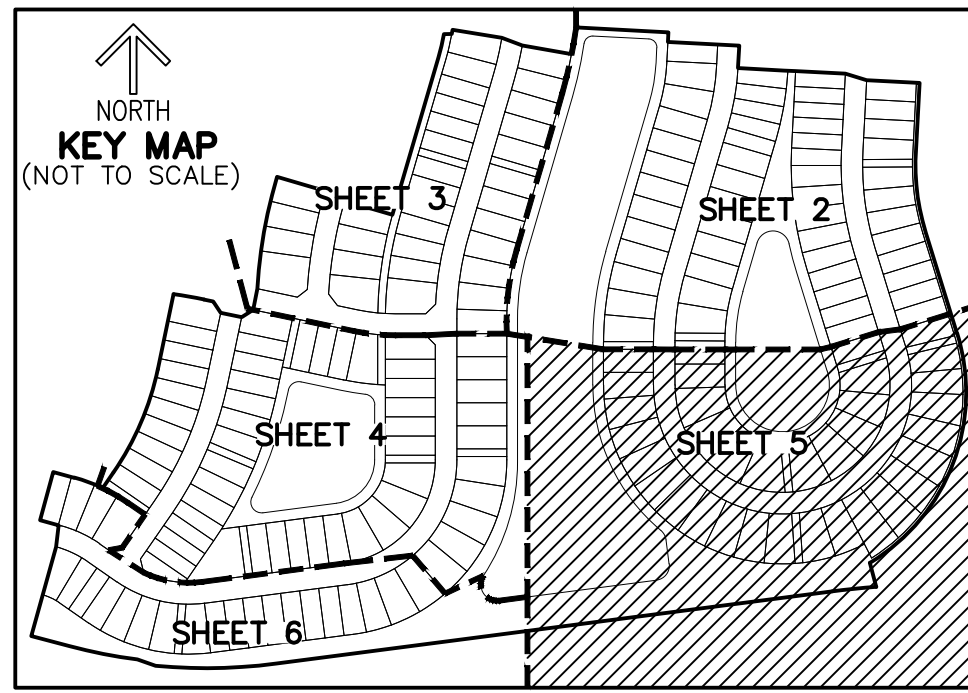 NORTH
KEY MAP
(NOT TO SCALE)
SHEET 3
SHEET 2
SHEET 4
SHEET 5
SHEET 6